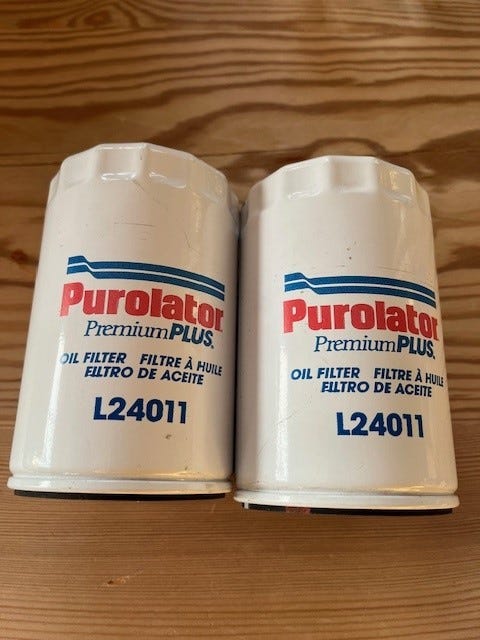 Purolator
PremiumPLUS.
OIL FILTER FILTRE À HUILE
FILTRO DE ACEITE
L24011
Purolator
PremiumPLUS.
OIL FILTER FILTRE À HUILE
FILTRO DE ACEITE
L24011